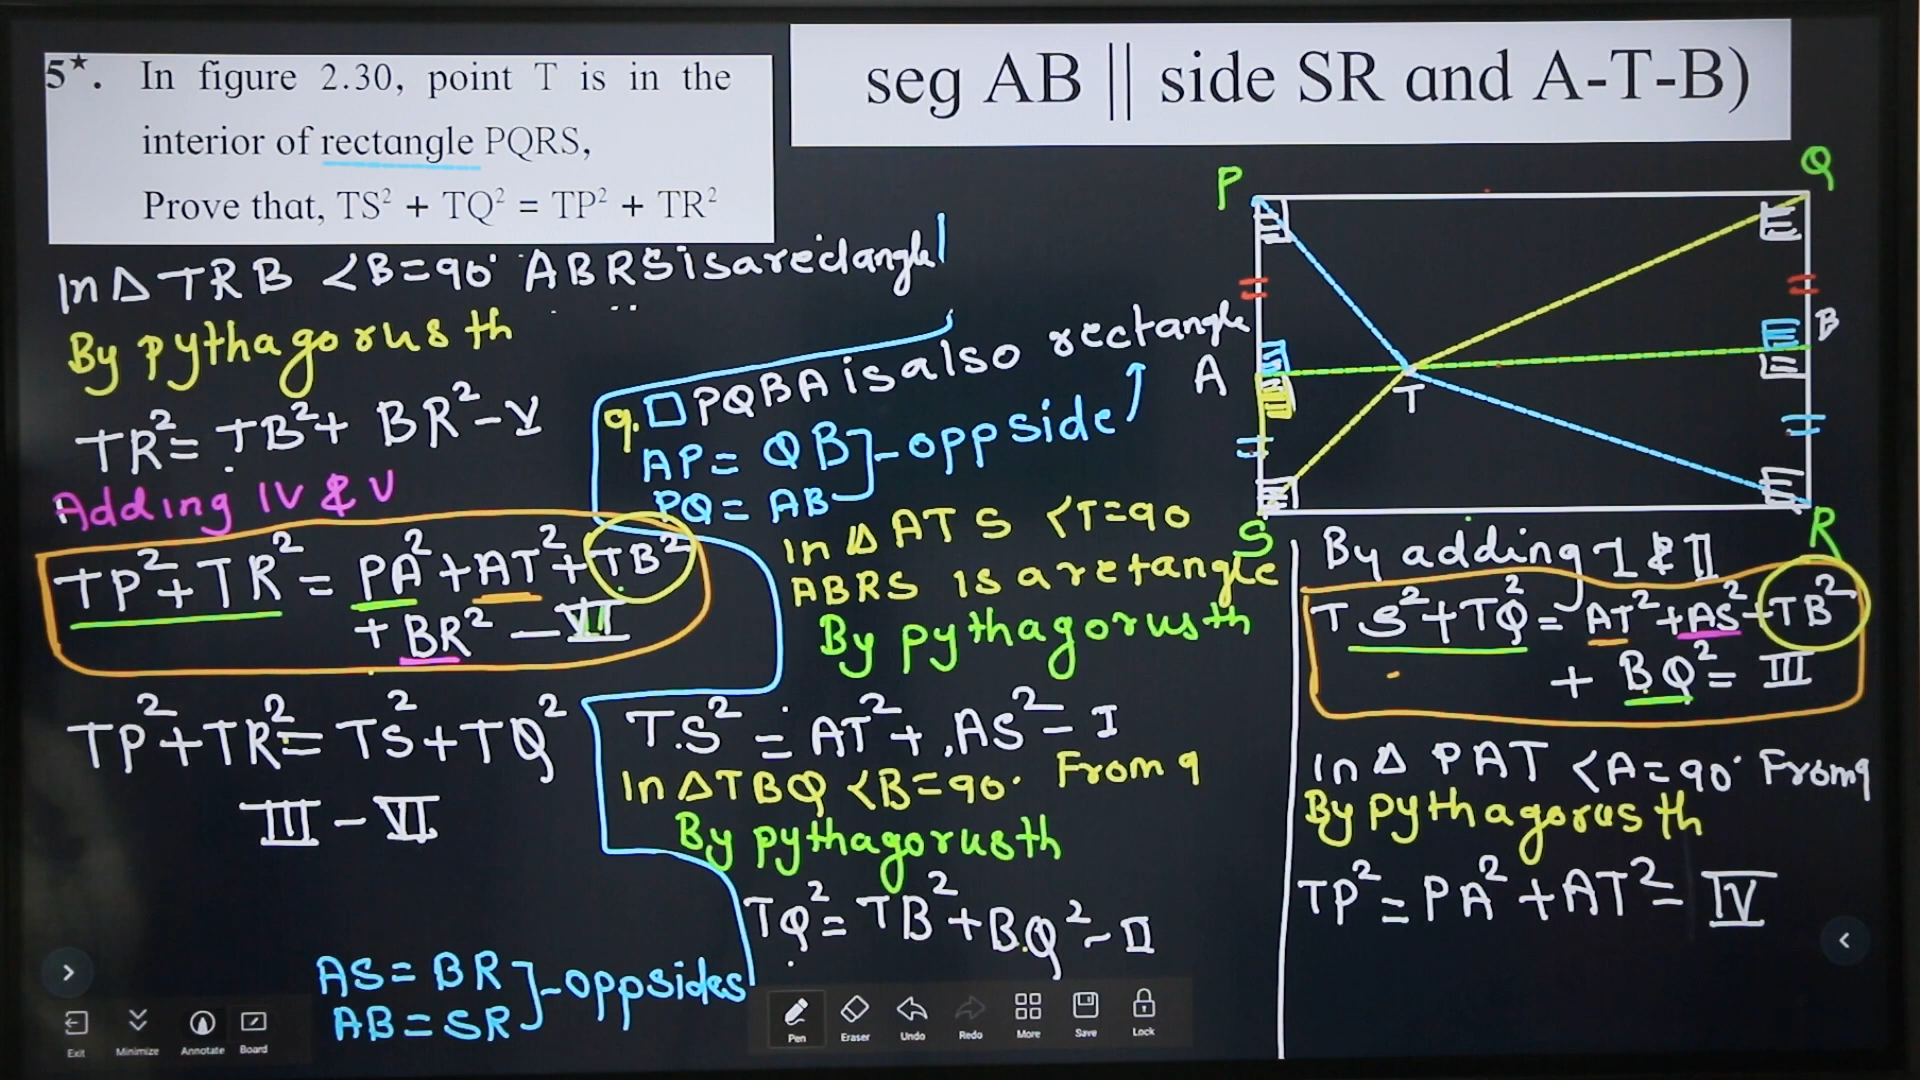 5★. In figure 2.30, point T is in the
interior of rectangle PQRS,
Prove that, TS² + TQ² = TP² + TR²
seg AB || side SR and A-T-B)
P
Q
A
B
T
S
R
In △ TRB <B=90° ABRS is a rectangle
By pythagorus th
TR² = TB² + BR² - V
Adding IV & V
TP² + TR² = PA² + AT² + TB²
+ BR² - VI
TP² + TR² = TS² + TQ²
III - VI
AS = BR ] - opp sides
AB = SR
q. □ PQBA is also rectangle
AP = QB ] - opp side
PQ = AB
In △ ATS <T=90
ABRS is a retangle
By pythagorus th
T.S² = AT² + AS² - I
In △TBQ <B=90° From q
By pythagorus th
TQ² = TB² + BQ² - II
By adding I & II
TS² + TQ² = AT² + AS² + TB²
+ BQ² = III
In △ PAT <A=90° From q
By pythagorus th
TP² = PA² + AT² - IV
Exit Minimize Annotate Board Pen Eraser Undo Redo More Save Lock